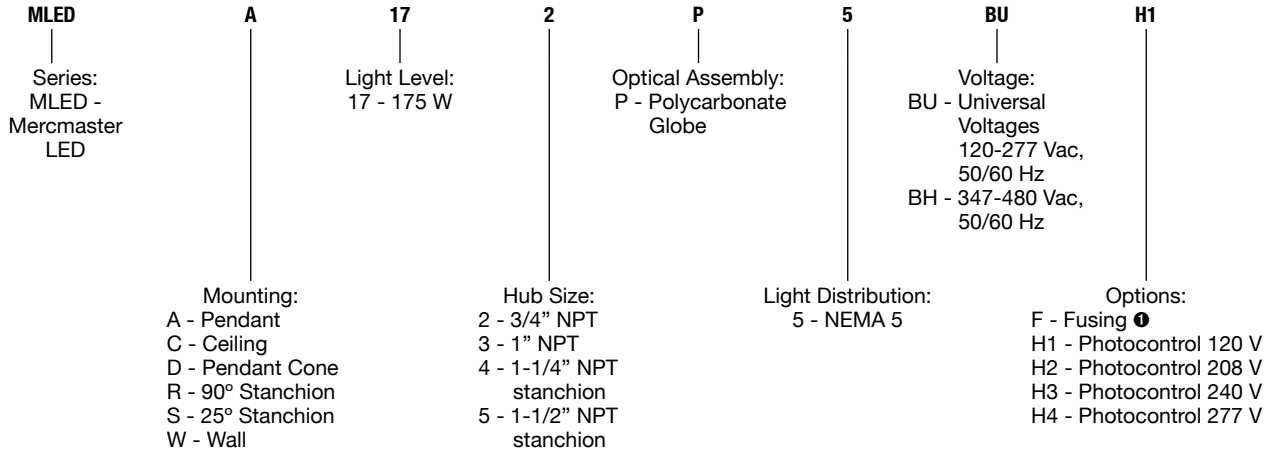 MLED A 17 2 P 5 BU H1
Series:
MLED -
Mercmaster
LED
Light Level:
17 - 175 W
Optical Assembly:
P - Polycarbonate
Globe
Voltage:
BU - Universal
Voltages
120-277 Vac,
50/60 Hz
BH - 347-480 Vac,
50/60 Hz
Mounting:
A - Pendant
C - Ceiling
D - Pendant Cone
R - 90º Stanchion
S - 25º Stanchion
W - Wall
Hub Size:
2 - 3/4” NPT
3 - 1” NPT
4 - 1-1/4” NPT
stanchion
5 - 1-1/2” NPT
stanchion
Light Distribution:
5 - NEMA 5
Options:
F - Fusing ❶
H1 - Photocontrol 120 V
H2 - Photocontrol 208 V
H3 - Photocontrol 240 V
H4 - Photocontrol 277 V